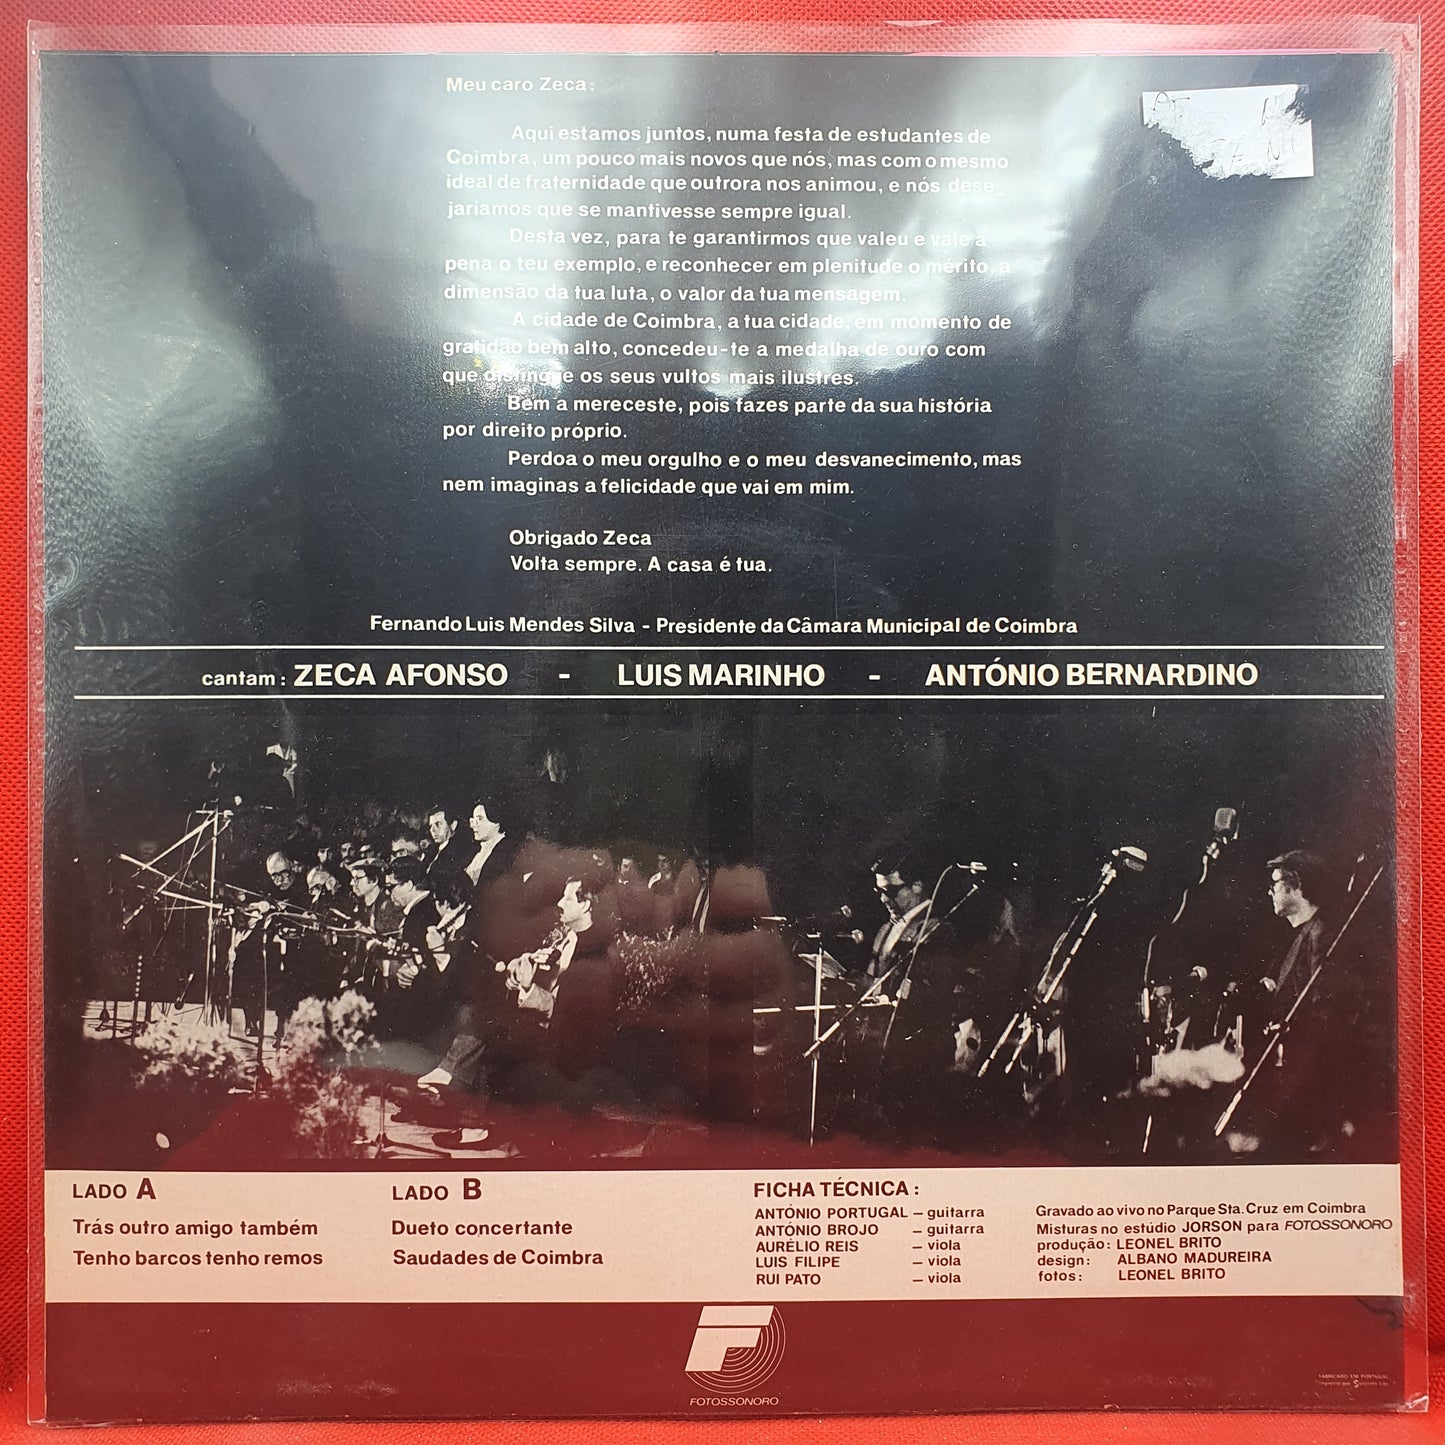 Meu caro Zeca:
Aqui estamos juntos, numa festa de estudantes de
Coimbra, um pouco mais novos que nós, mas com o mesmo
ideal de fraternidade que outrora nos animou, e nós dese_
jariamos que se mantivesse sempre igual.
Desta vez, para te garantirmos que valeu e vale a
pena o teu exemplo, e reconhecer em plenitude o mérito, a
dimensão da tua luta, o valor da tua mensagem.
A cidade de Coimbra, a tua cidade, em momento de
gratidão bem alto, concedeu-te a medalha de ouro com
que distingue os seus vultos mais ilustres.
Bem a mereceste, pois fazes parte da sua história
por direito próprio.
Perdoa o meu orgulho e o meu desvanecimento, mas
nem imaginas a felicidade que vai em mim.
Obrigado Zeca
Volta sempre. A casa é tua.
Fernando Luis Mendes Silva - Presidente da Câmara Municipal de Coimbra
cantam: ZECA AFONSO - LUIS MARINHO - ANTÓNIO BERNARDINO
LADO A
Trás outro amigo também
Tenho barcos tenho remos
LADO B
Dueto concertante
Saudades de Coimbra
FICHA TÉCNICA:
ANTÓNIO PORTUGAL – guitarra
ANTÓNIO BROJO – guitarra
AURÉLIO REIS – viola
LUIS FILIPE – viola
RUI PATO – viola
Gravado ao vivo no Parque Sta. Cruz em Coimbra
Misturas no estúdio JORSON para FOTOSSONORO
produção: LEONEL BRITO
design: ALBANO MADUREIRA
fotos: LEONEL BRITO
F
FOTOSSONORO
FABRICADO EM PORTUGAL